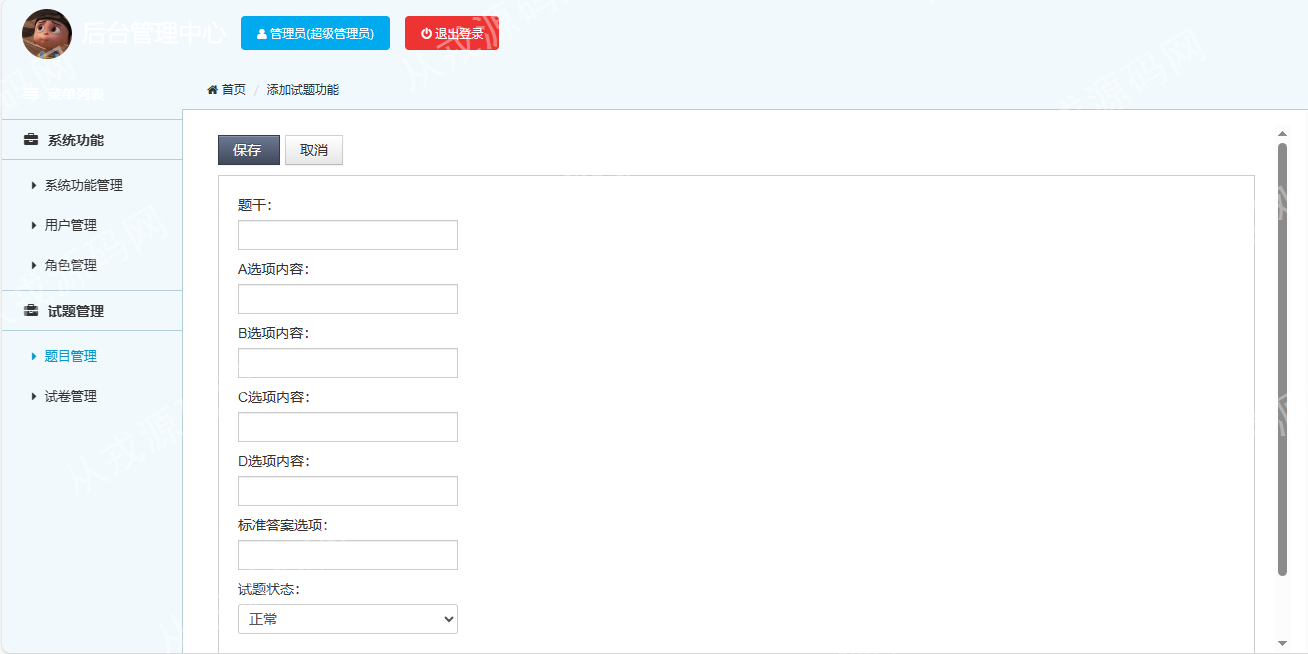 后台管理中心
管理员(超级管理员)
退出登录
菜单列表
首页 / 添加试题功能
系统功能
系统功能管理
用户管理
角色管理
试题管理
题目管理
试卷管理
保存
取消
题干:
A选项内容:
B选项内容:
C选项内容:
D选项内容:
标准答案选项:
试题状态:
正常
从戎源码网